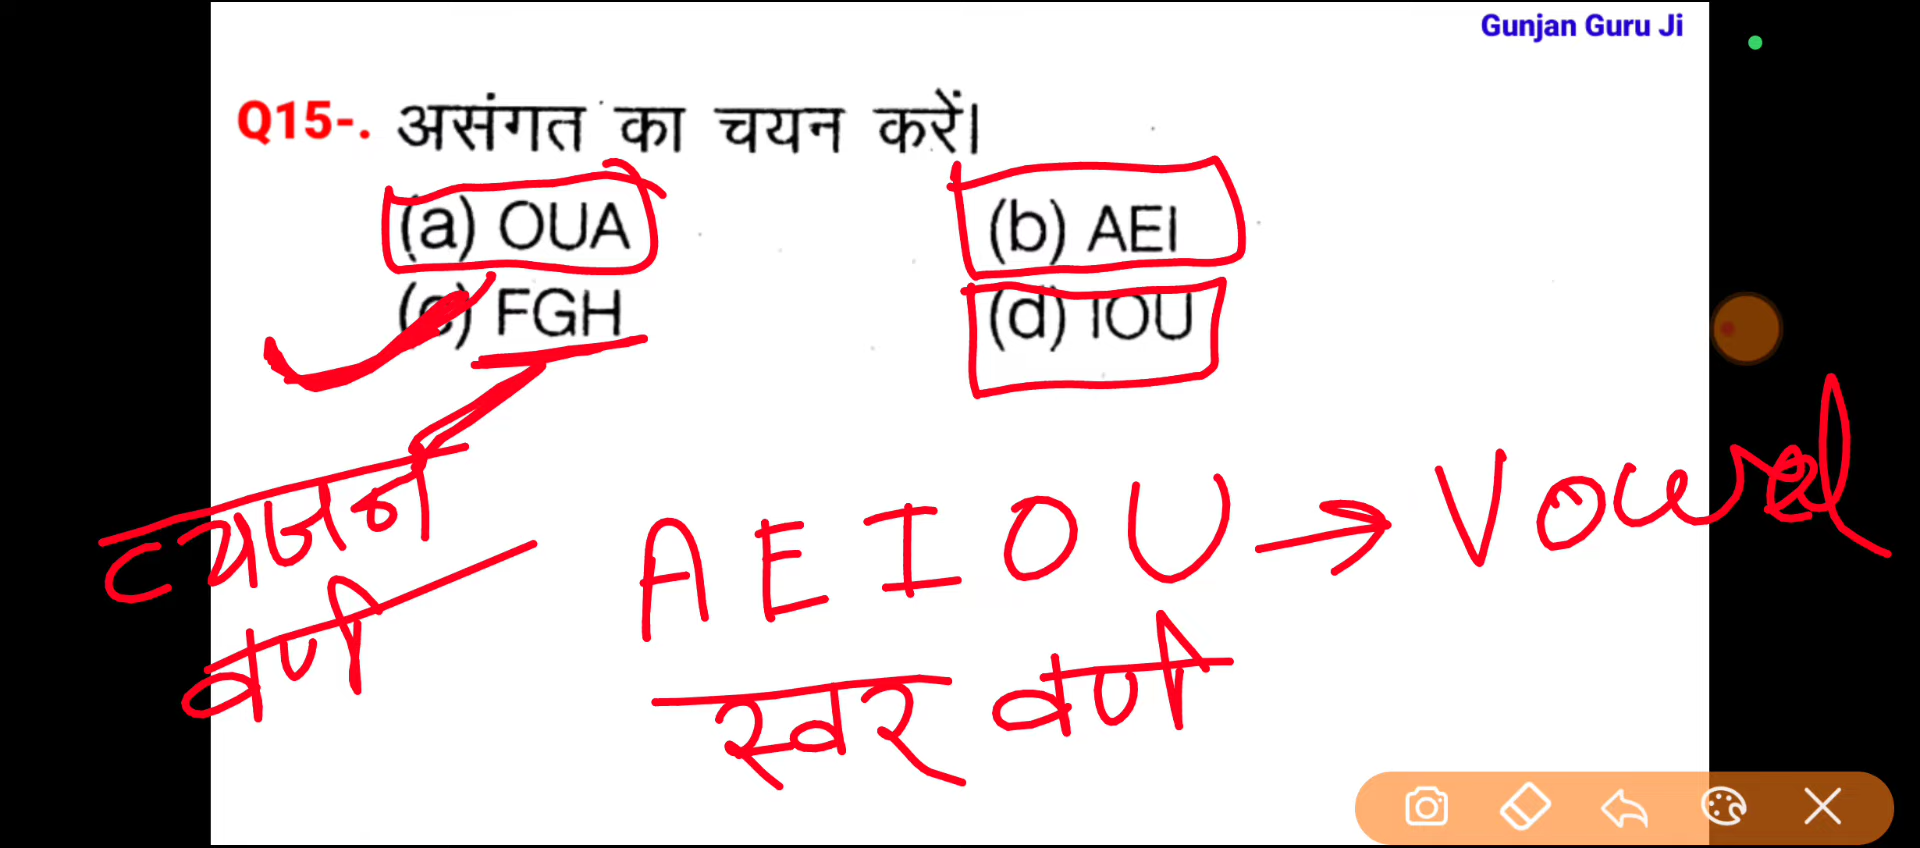 Gunjan Guru Ji
Q15-. असंगत का चयन करें।
(a) OUA (b) AEI
(c) FGH (d) IOU
A E I O U → Vowel
व्यंजन
वर्ण
स्वर वर्ण